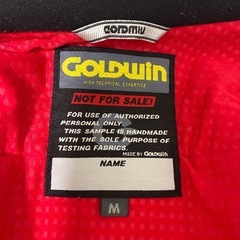 GOLDWIN
HIGH TECHNICAL EXPERTISE
NOT FOR SALE!
FOR USE OF AUTHORIZED
PERSONAL ONLY.
THIS SAMPLE IS HANDMADE
WITH THE SOLE PURPOSE OF
TESTING FABRICS.
MADE BY GOLDWIN
NAME
M